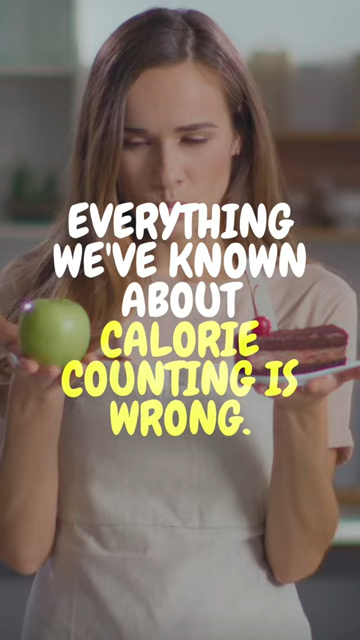 EVERYTHING
WE'VE KNOWN
ABOUT
CALORIE
COUNTING IS
WRONG.